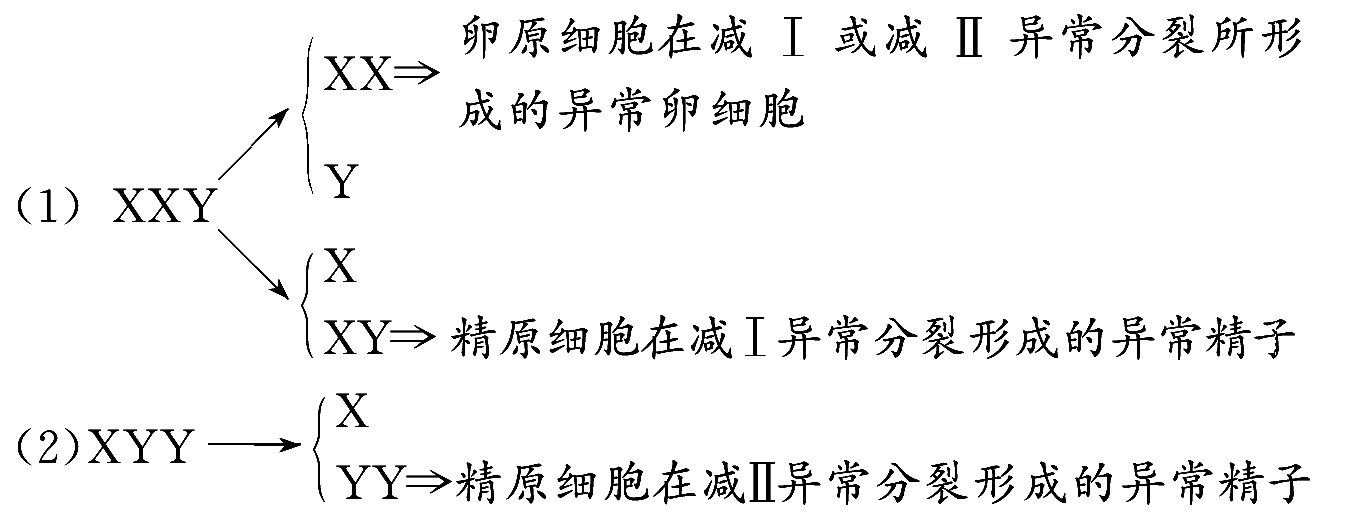 卵原细胞在减 Ⅰ 或减 Ⅱ 异常分裂所形
XX⇒
成的异常卵细胞
Y
(1) XXY
X
XY⇒ 精原细胞在减Ⅰ异常分裂形成的异常精子
X
(2)XYY
YY⇒精原细胞在减Ⅱ异常分裂形成的异常精子